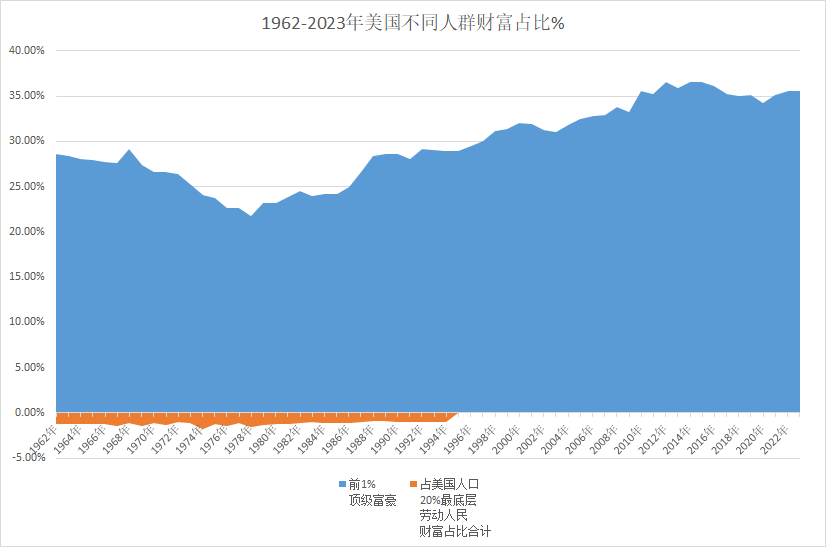 1962-2023年美国不同人群财富占比%
40.00%
35.00%
30.00%
25.00%
20.00%
15.00%
10.00%
5.00%
0.00%
-5.00%
1962年
1964年
1966年
1968年
1970年
1972年
1974年
1976年
1978年
1980年
1982年
1984年
1986年
1988年
1990年
1992年
1994年
1996年
1998年
2000年
2002年
2004年
2006年
2008年
2010年
2012年
2014年
2016年
2018年
2020年
2022年
前1%
顶级富豪
占美国人口
20%最底层
劳动人民
财富占比合计